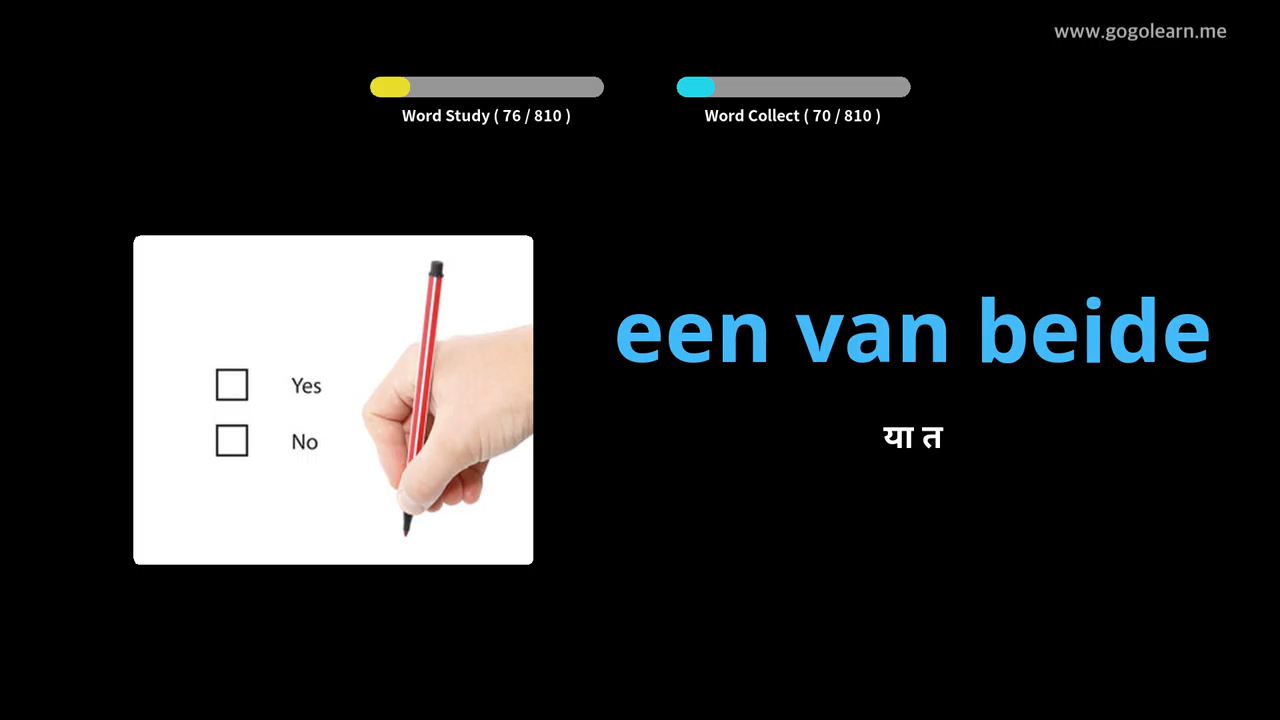 www.gogolearn.me
Word Study ( 76 / 810 )
Word Collect ( 70 / 810 )
Yes
No
een van beide
या त